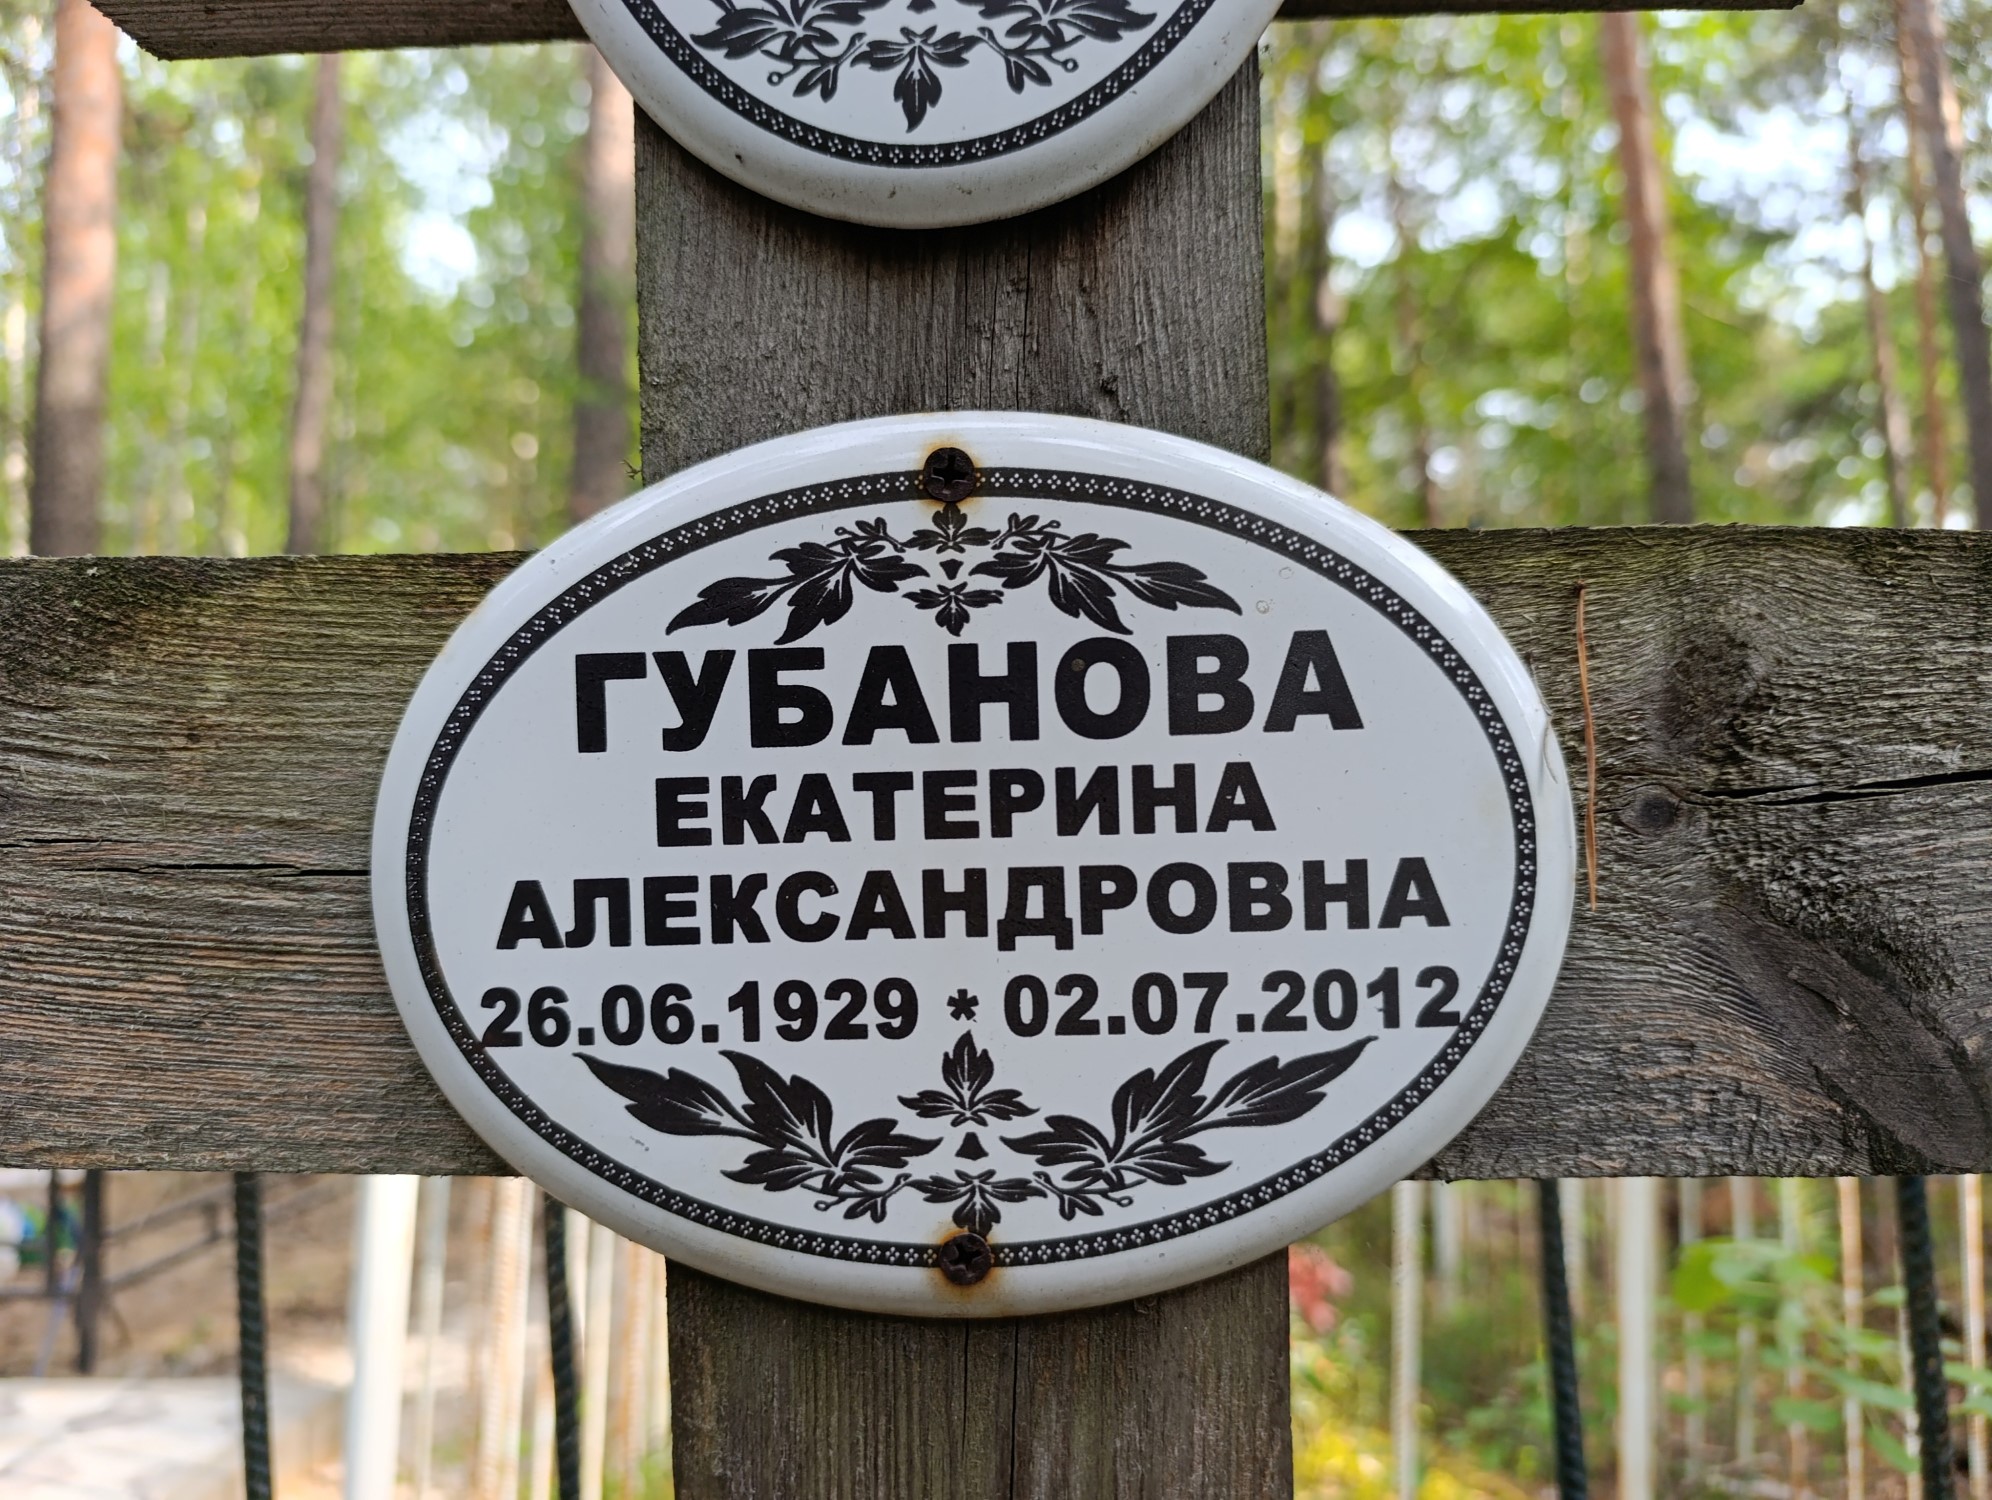 ГУБАНОВА
ЕКАТЕРИНА
АЛЕКСАНДРОВНА
26.06.1929 * 02.07.2012